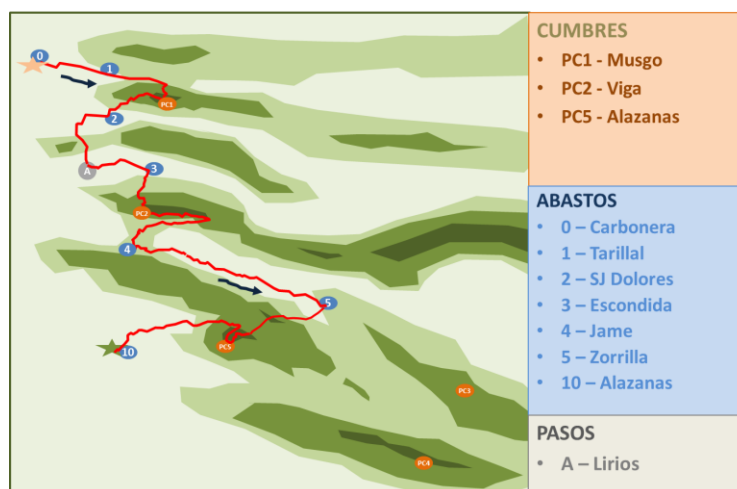 CUMBRES
• PC1 - Musgo
• PC2 - Viga
• PC5 - Alazanas
ABASTOS
• 0 – Carbonera
• 1 – Tarillal
• 2 – SJ Dolores
• 3 – Escondida
• 4 – Jame
• 5 – Zorrilla
• 10 – Alazanas
PASOS
• A – Lirios
0
1
PC1
2
A
3
PC2
4
5
PC5
10
PC3
PC4